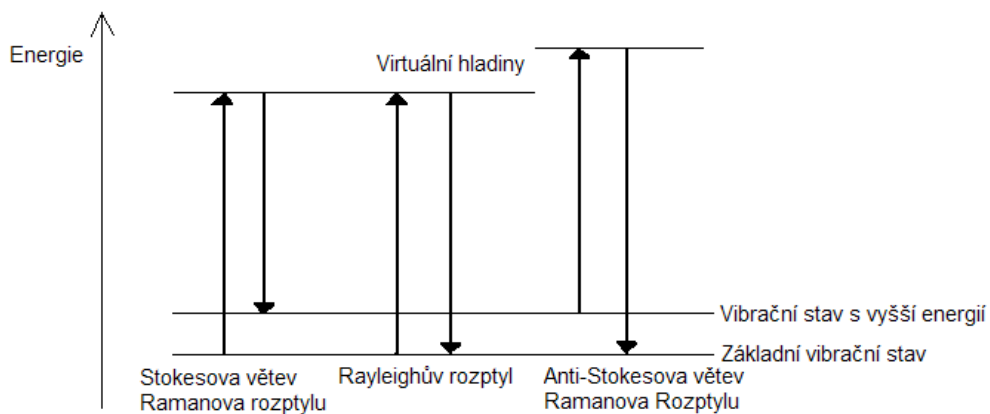 Energie
Virtuální hladiny
Vibrační stav s vyšší energií
Základní vibrační stav
Stokesova větev
Ramanova rozptylu
Rayleighův rozptyl
Anti-Stokesova větev
Ramanova Rozptylu